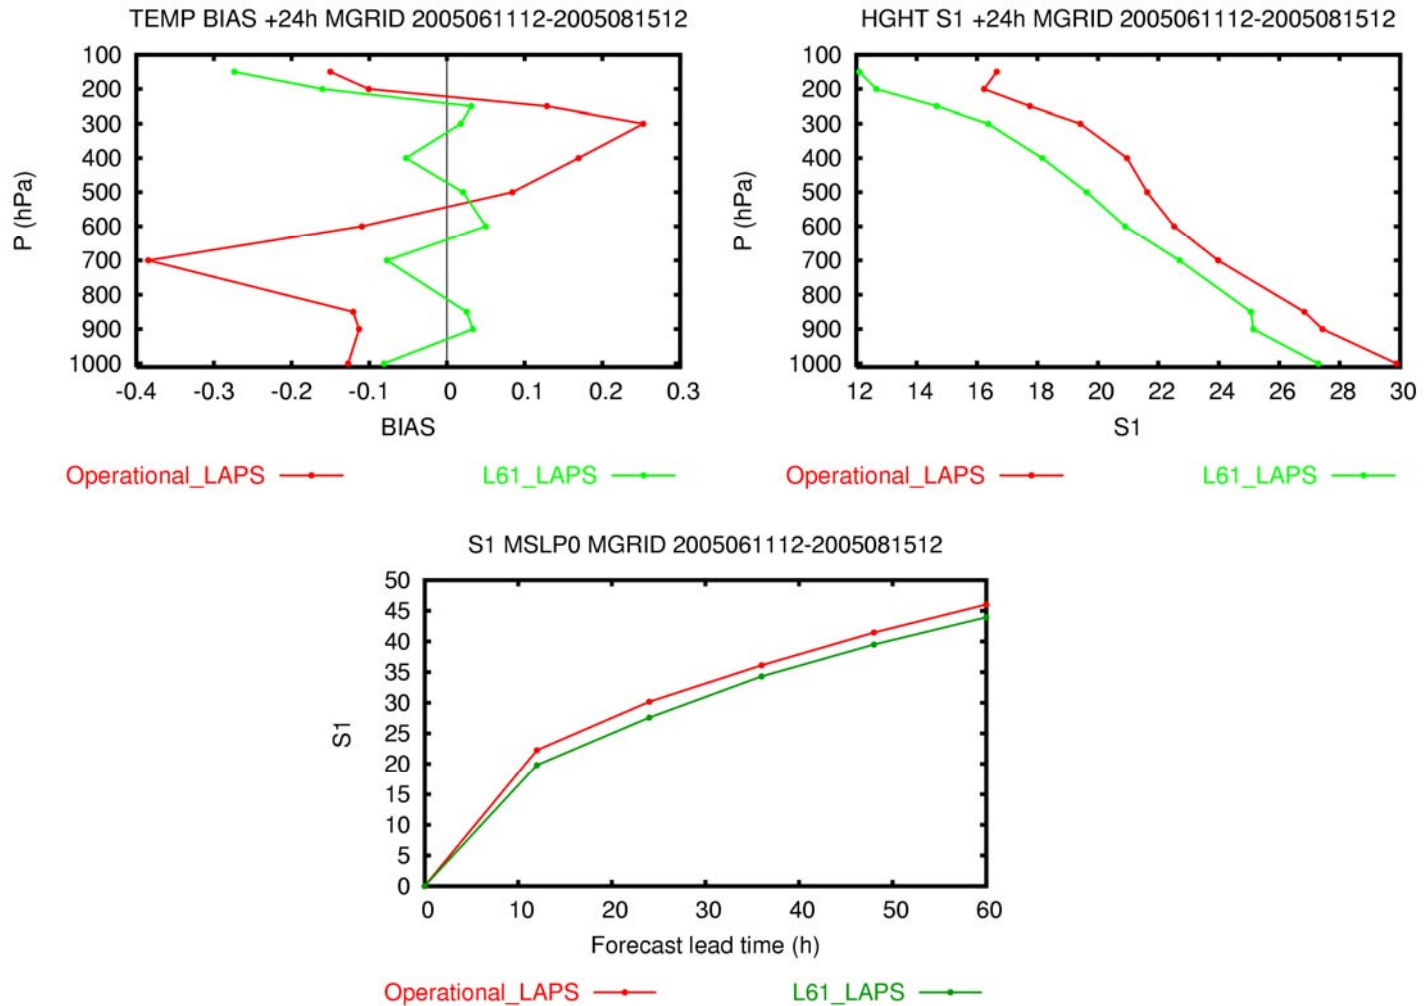 TEMP BIAS +24h MGRID 2005061112-2005081512
100
200
300
400
500
600
700
800
900
1000
P (hPa)
-0.4 -0.3 -0.2 -0.1 0 0.1 0.2 0.3
BIAS
Operational_LAPS L61_LAPS
HGHT S1 +24h MGRID 2005061112-2005081512
100
200
300
400
500
600
700
800
900
1000
P (hPa)
12 14 16 18 20 22 24 26 28 30
S1
Operational_LAPS L61_LAPS
S1 MSLP0 MGRID 2005061112-2005081512
50
45
40
35
30
25
20
15
10
5
0
S1
0 10 20 30 40 50 60
Forecast lead time (h)
Operational_LAPS L61_LAPS